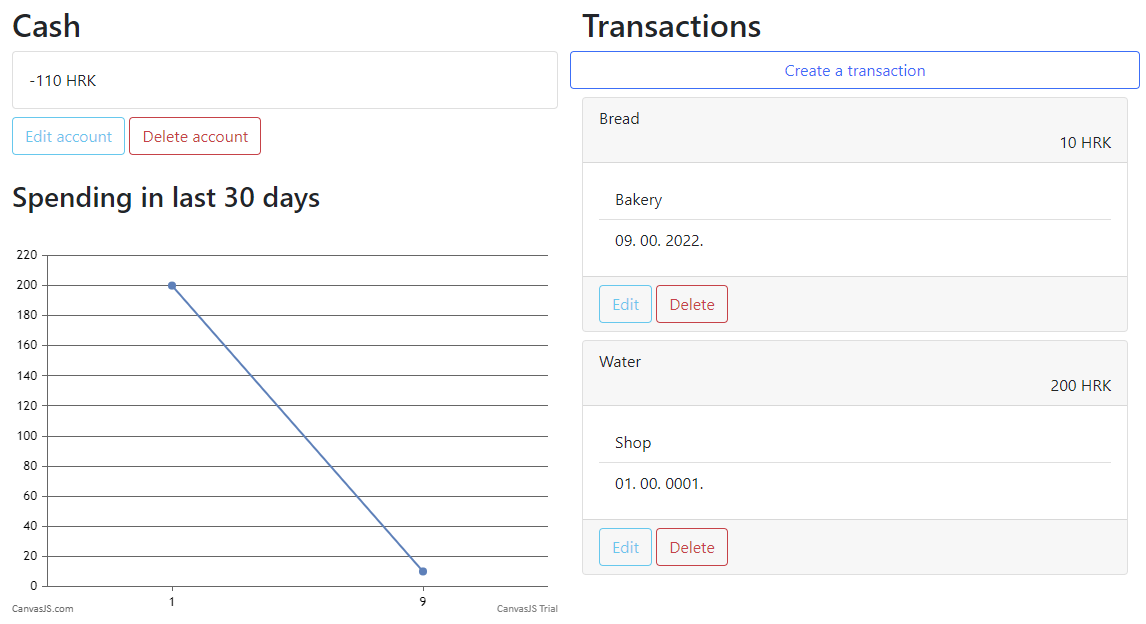 Cash
-110 HRK
Edit account
Delete account
Spending in last 30 days
220
200
180
160
140
120
100
80
60
40
20
0
1
9
CanvasJS.com
CanvasJS Trial
Transactions
Create a transaction
Bread
10 HRK
Bakery
09. 00. 2022.
Edit
Delete
Water
200 HRK
Shop
01. 00. 0001.
Edit
Delete